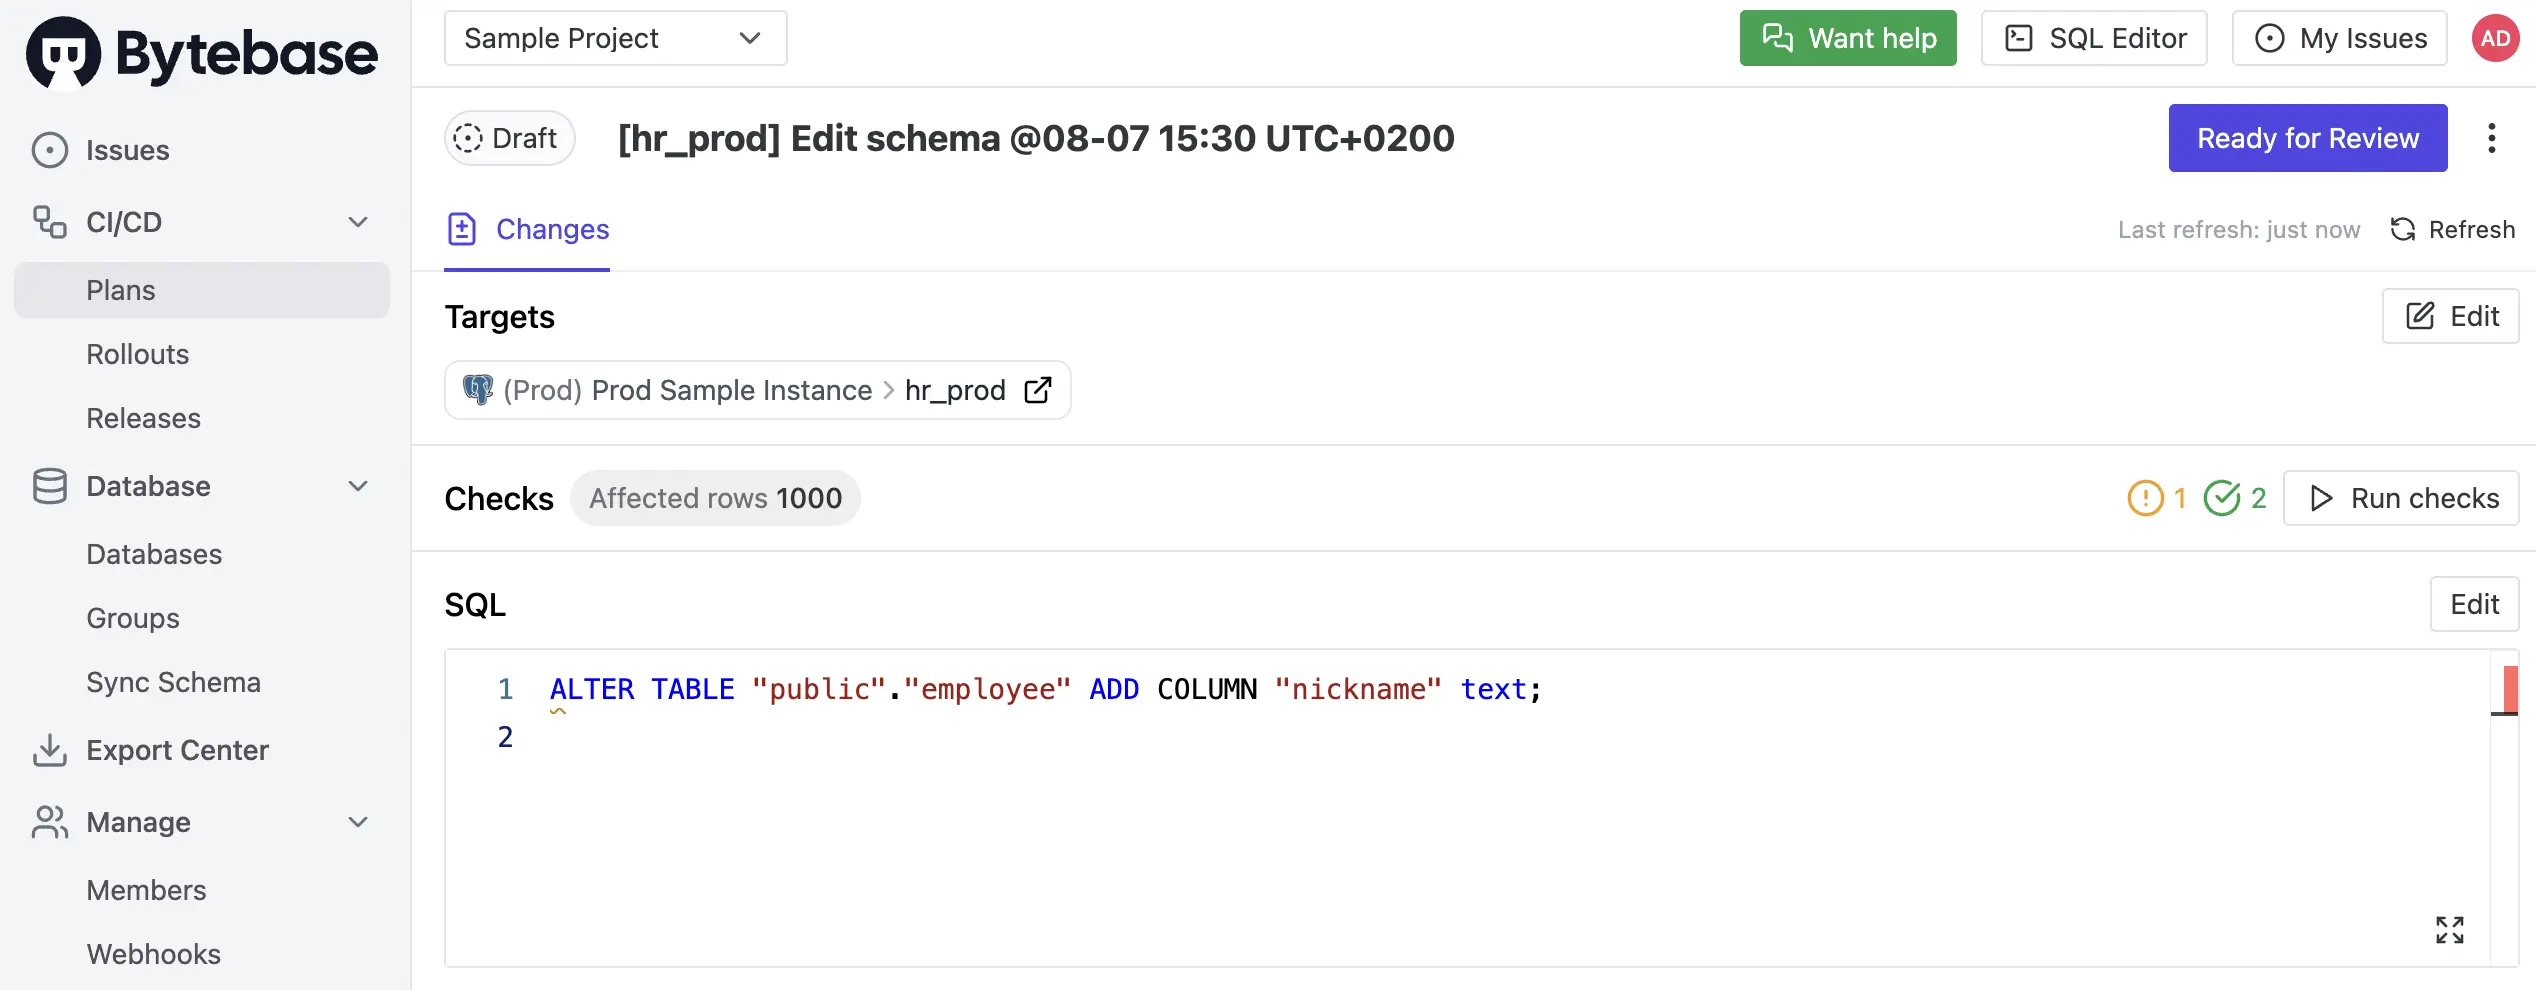 Bytebase
Sample Project
Want help
SQL Editor
My Issues
AD
Issues
CI/CD
Plans
Rollouts
Releases
Database
Databases
Groups
Sync Schema
Export Center
Manage
Members
Webhooks
Draft
[hr_prod] Edit schema @08-07 15:30 UTC+0200
Ready for Review
Changes
Last refresh: just now
Refresh
Targets
Edit
(Prod) Prod Sample Instance > hr_prod
Checks
Affected rows 1000
1
2
Run checks
SQL
Edit
1 ALTER TABLE "public"."employee" ADD COLUMN "nickname" text;
2